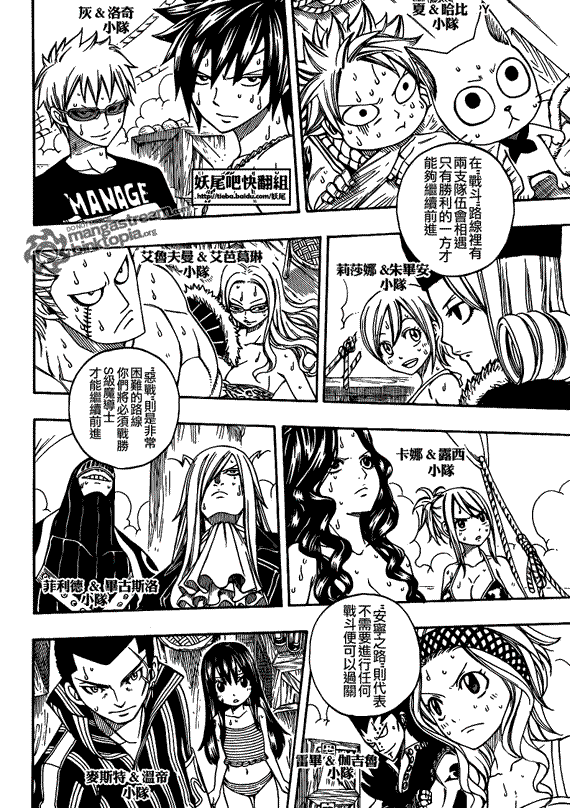 夏＆哈比
小隊
灰＆洛奇
小隊
MANAGE
妖尾吧快翻組
http://tieba.baidu.com/妖尾
mangastream.com
inktopia.org
在"戰斗"路線裡有
兩支隊伍會相遇
只有勝利的一方才
能夠繼續前進
莉莎娜＆朱畢安
小隊
艾魯夫曼＆艾芭葛琳
小隊
"惡戰"則是非常
困難的路線
你們將必須戰勝
S級魔導士
才能繼續前進
卡娜＆露西
小隊
菲利德＆畢古斯洛
小隊
"安寧之路"則代表
不需要進行任何
戰斗便可以過關
雷畢＆伽古魯
小隊
麥斯特＆溫帝
小隊